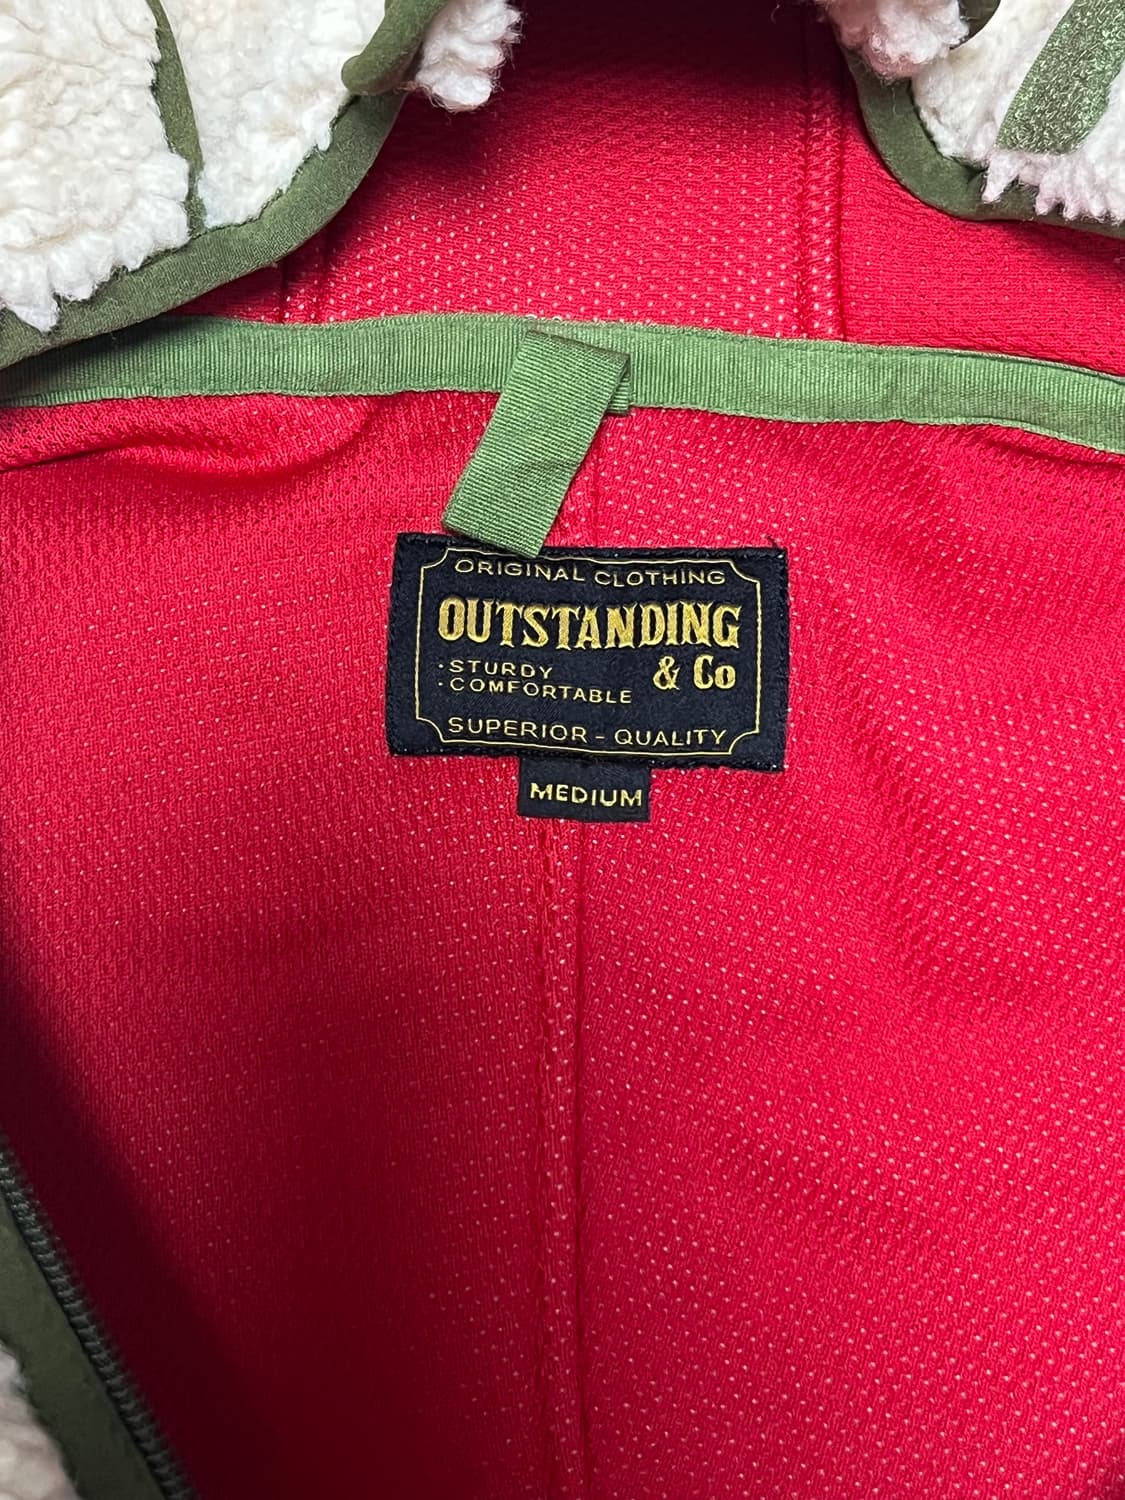 ORIGINAL CLOTHING
OUTSTANDING
& Co
·STURDY
·COMFORTABLE
SUPERIOR - QUALITY
MEDIUM